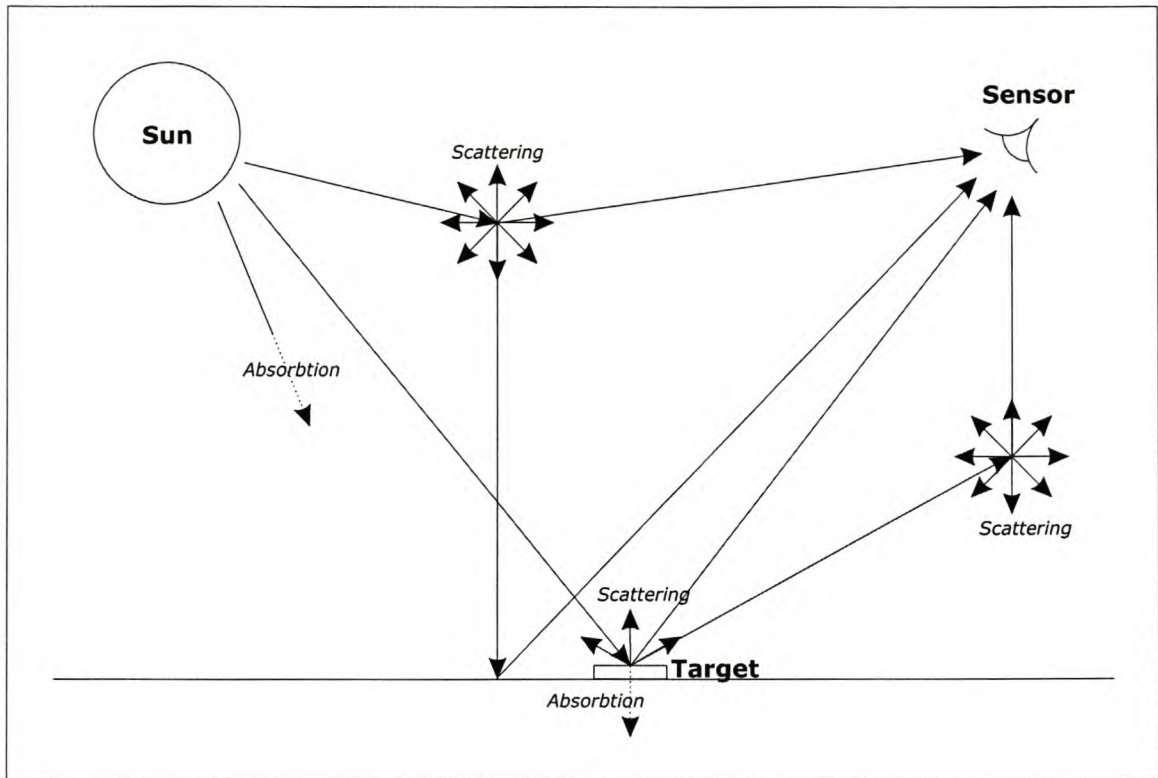 Sensor
Sun
Scattering
Absorbtion
Scattering
Scattering
Target
Absorbtion